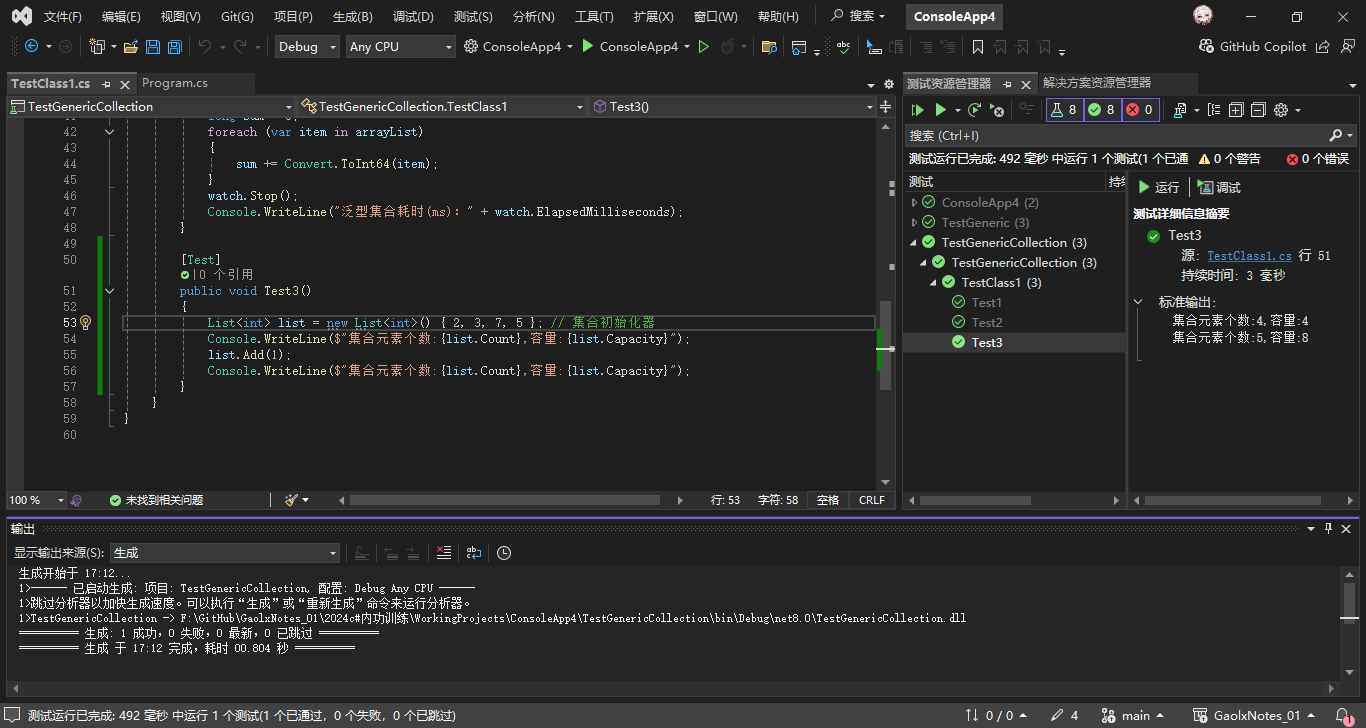 文件(F) 编辑(E) 视图(V) Git(G) 项目(P) 生成(B) 调试(D) 测试(S) 分析(N) 工具(T) 扩展(X) 窗口(W) 帮助(H) 搜索 ConsoleApp4
Debug Any CPU ConsoleApp4 ConsoleApp4 abc GitHub Copilot
TestClass1.cs Program.cs
TestGenericCollection TestGenericCollection.TestClass1 Test3()
42 foreach (var item in arrayList)
43 {
44 sum += Convert.ToInt64(item);
45 }
46 watch.Stop();
47 Console.WriteLine("泛型集合耗时(ms): " + watch.ElapsedMilliseconds);
48 }
49
50 [Test]
0 个引用
51 public void Test3()
52 {
53 List<int> list = new List<int>() { 2, 3, 7, 5 }; // 集合初始化器
54 Console.WriteLine($"集合元素个数:{list.Count},容量:{list.Capacity}");
55 list.Add(1);
56 Console.WriteLine($"集合元素个数:{list.Count},容量:{list.Capacity}");
57 }
58 }
59 }
60
100 % 未找到相关问题 行: 53 字符: 58 空格 CRLF
测试资源管理器 解决方案资源管理器
8 8 0
搜索 (Ctrl+I)
测试运行已完成: 492 毫秒 中运行 1 个测试(1 个已通 0 个警告 0 个错误
测试 持续
ConsoleApp4 (2)
TestGeneric (3)
TestGenericCollection (3)
TestGenericCollection (3)
TestClass1 (3)
Test1
Test2
Test3
运行 调试
测试详细信息摘要
Test3
源: TestClass1.cs 行 51
持续时间: 3 毫秒
标准输出:
集合元素个数:4,容量:4
集合元素个数:5,容量:8
输出
显示输出来源(S): 生成
生成开始于 17:12...
1>------ 已启动生成: 项目: TestGenericCollection, 配置: Debug Any CPU ------
1>跳过分析器以加快生成速度。可以执行“生成”或“重新生成”命令来运行分析器。
1>TestGenericCollection -> F:\GitHub\GaolxNotes_01\2024c#内功训练\WorkingProjects\ConsoleApp4\TestGenericCollection\bin\Debug\net8.0\TestGenericCollection.dll
========== 生成: 1 成功，0 失败，0 最新，0 已跳过 ==========
========== 生成 于 17:12 完成，耗时 00.804 秒 ==========
测试运行已完成: 492 毫秒 中运行 1 个测试(1 个已通过，0 个失败，0 个已跳过) 0 / 0 4 main GaolxNotes_01 1